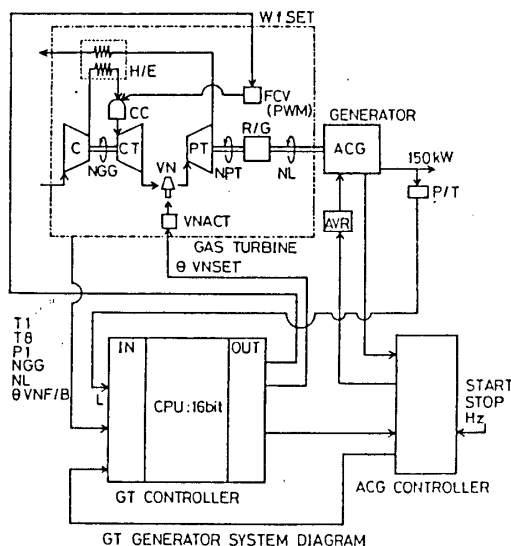 Wf SET
H/E
FCV
(PWM)
CC
GENERATOR
R/G
C
CT
VN
PT
ACG
NGG
NPT
NL
150kW
P/T
VNACT
AVR
GAS TURBINE
θ VNSET
T1
T8
P1
NGG
NL
θVNF/B
IN
OUT
L
CPU:16bit
START
STOP
Hz
GT CONTROLLER
ACG CONTROLLER
GT GENERATOR SYSTEM DIAGRAM